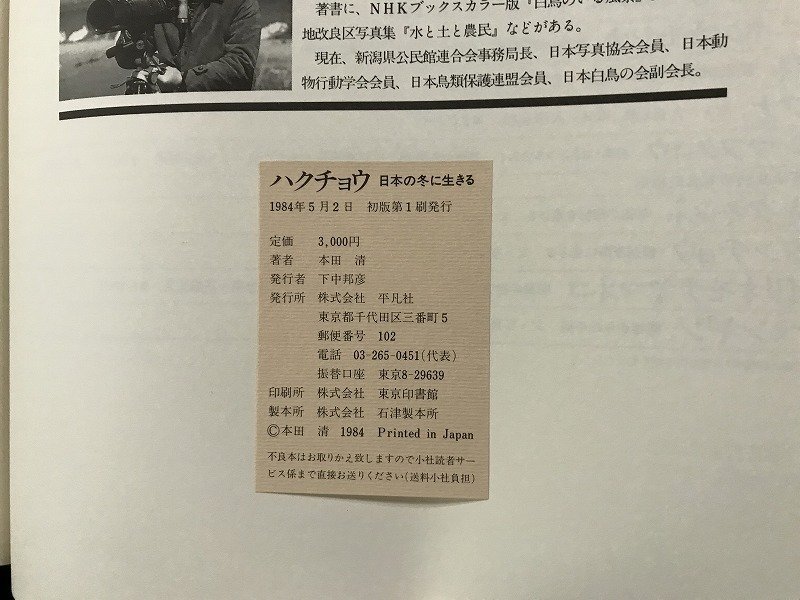 著書に、NHKブックスカラー版『白鳥のいる風景』
地改良区写真集『水と土と農民』などがある。
現在、新潟県公民館連合会事務局長、日本写真協会会員、日本動
物行動学会会員、日本鳥類保護連盟会員、日本白鳥の会副会長。
ハクチョウ 日本の冬に生きる
1984年5月2日 初版第1刷発行
定価 3,000円
著者 本田 清
発行者 下中邦彦
発行所 株式会社 平凡社
東京都千代田区三番町5
郵便番号 102
電話 03-265-0451(代表)
振替口座 東京8-29639
印刷所 株式会社 東京印書館
製本所 株式会社 石津製本所
©本田 清 1984 Printed in Japan
不良本はお取りかえ致しますので小社読者サー
ビス係まで直接お送りください(送料小社負担)